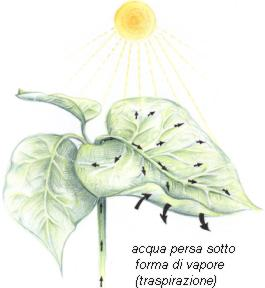 acqua persa sotto
forma di vapore
(traspirazione)